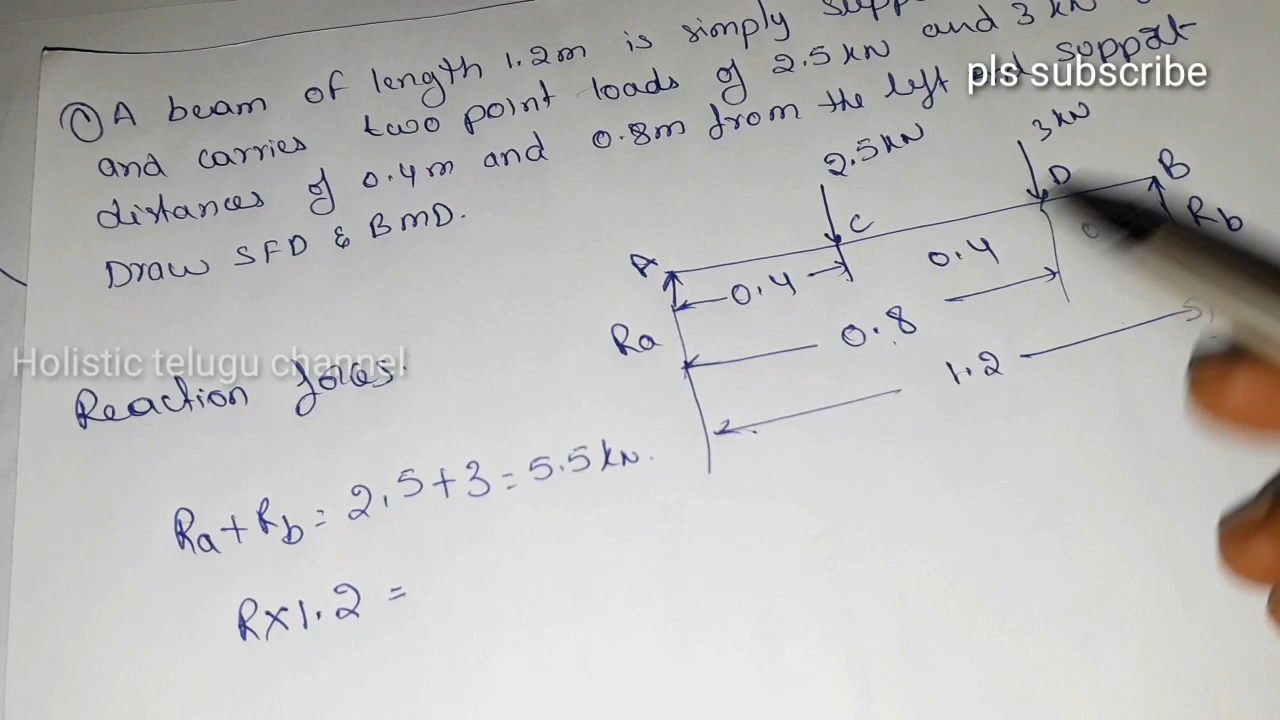 A beam of length 1.2m is simply supp
and carries two point loads of 2.5 kN and 3 kN
distances of 0.4m and 0.8m from the left end support
Draw SFD & BMD.
pls subscribe
2.5 kN
3 kN
A
C
D
B
Ra
Rb
0.4
0.4
0.8
1.2
Holistic telugu channel
Reaction forces.
Ra + Rb = 2.5 + 3 = 5.5 kN.
R × 1.2 =